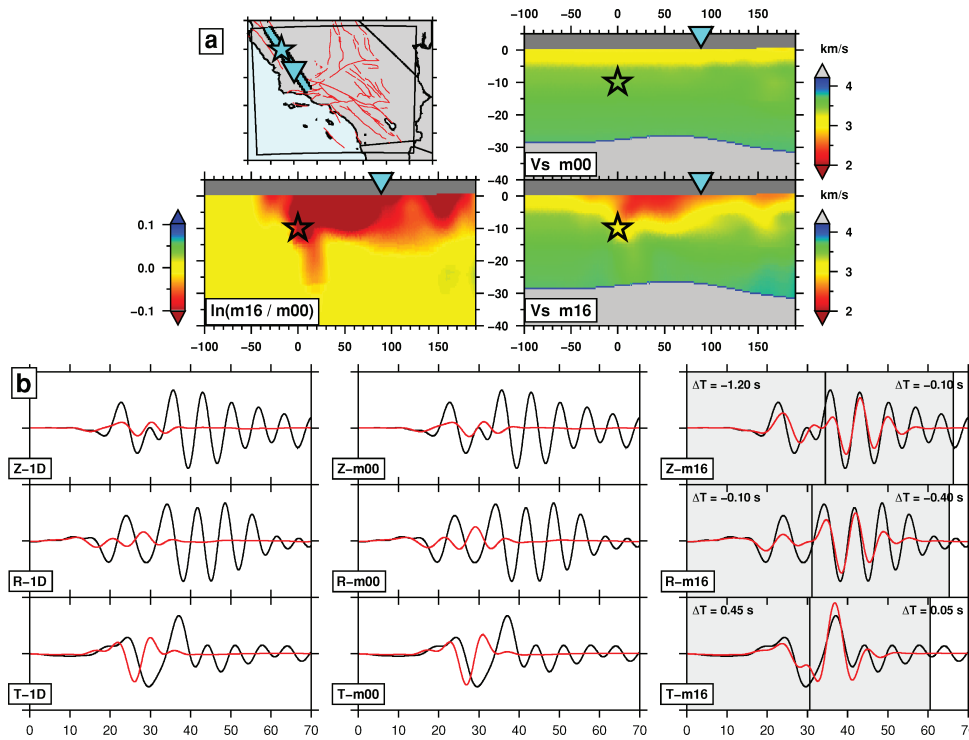 a
−100 −50 0 50 100 150
0
−10
−20
−30
−40
Vs m00
km/s
4
3
2
0.1
0.0
−0.1
ln(m16 / m00)
−100 −50 0 50 100 150
0
−10
−20
−30
−40
Vs m16
−100 −50 0 50 100 150
km/s
4
3
2
b
Z−1D
Z−m00
ΔT = −1.20 s
ΔT = −0.10 s
Z−m16
R−1D
R−m00
ΔT = −0.10 s
ΔT = −0.40 s
R−m16
T−1D
T−m00
ΔT = 0.45 s
ΔT = 0.05 s
T−m16
0 10 20 30 40 50 60 70
0 10 20 30 40 50 60 70
0 10 20 30 40 50 60 70